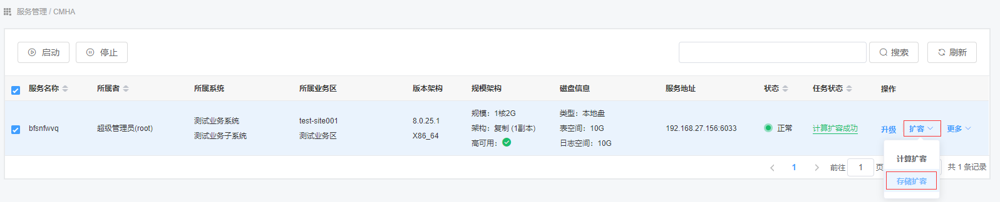 服务管理 / CMHA
启动
停止
搜索
刷新
服务名称
所属者
所属系统
所属业务区
版本架构
规模架构
磁盘信息
服务地址
状态
任务状态
操作
bfsnfwvq
超级管理员(root)
测试业务系统
测试业务子系统
test-site001
测试业务区
8.0.25.1
X86_64
规模：1核2G
架构：复制 (1副本)
高可用：
类型：本地盘
表空间：10G
日志空间：10G
192.168.27.156:6033
正常
计算扩容成功
升级
扩容
更多
计算扩容
存储扩容
1
前往 1 页
共 1 条记录